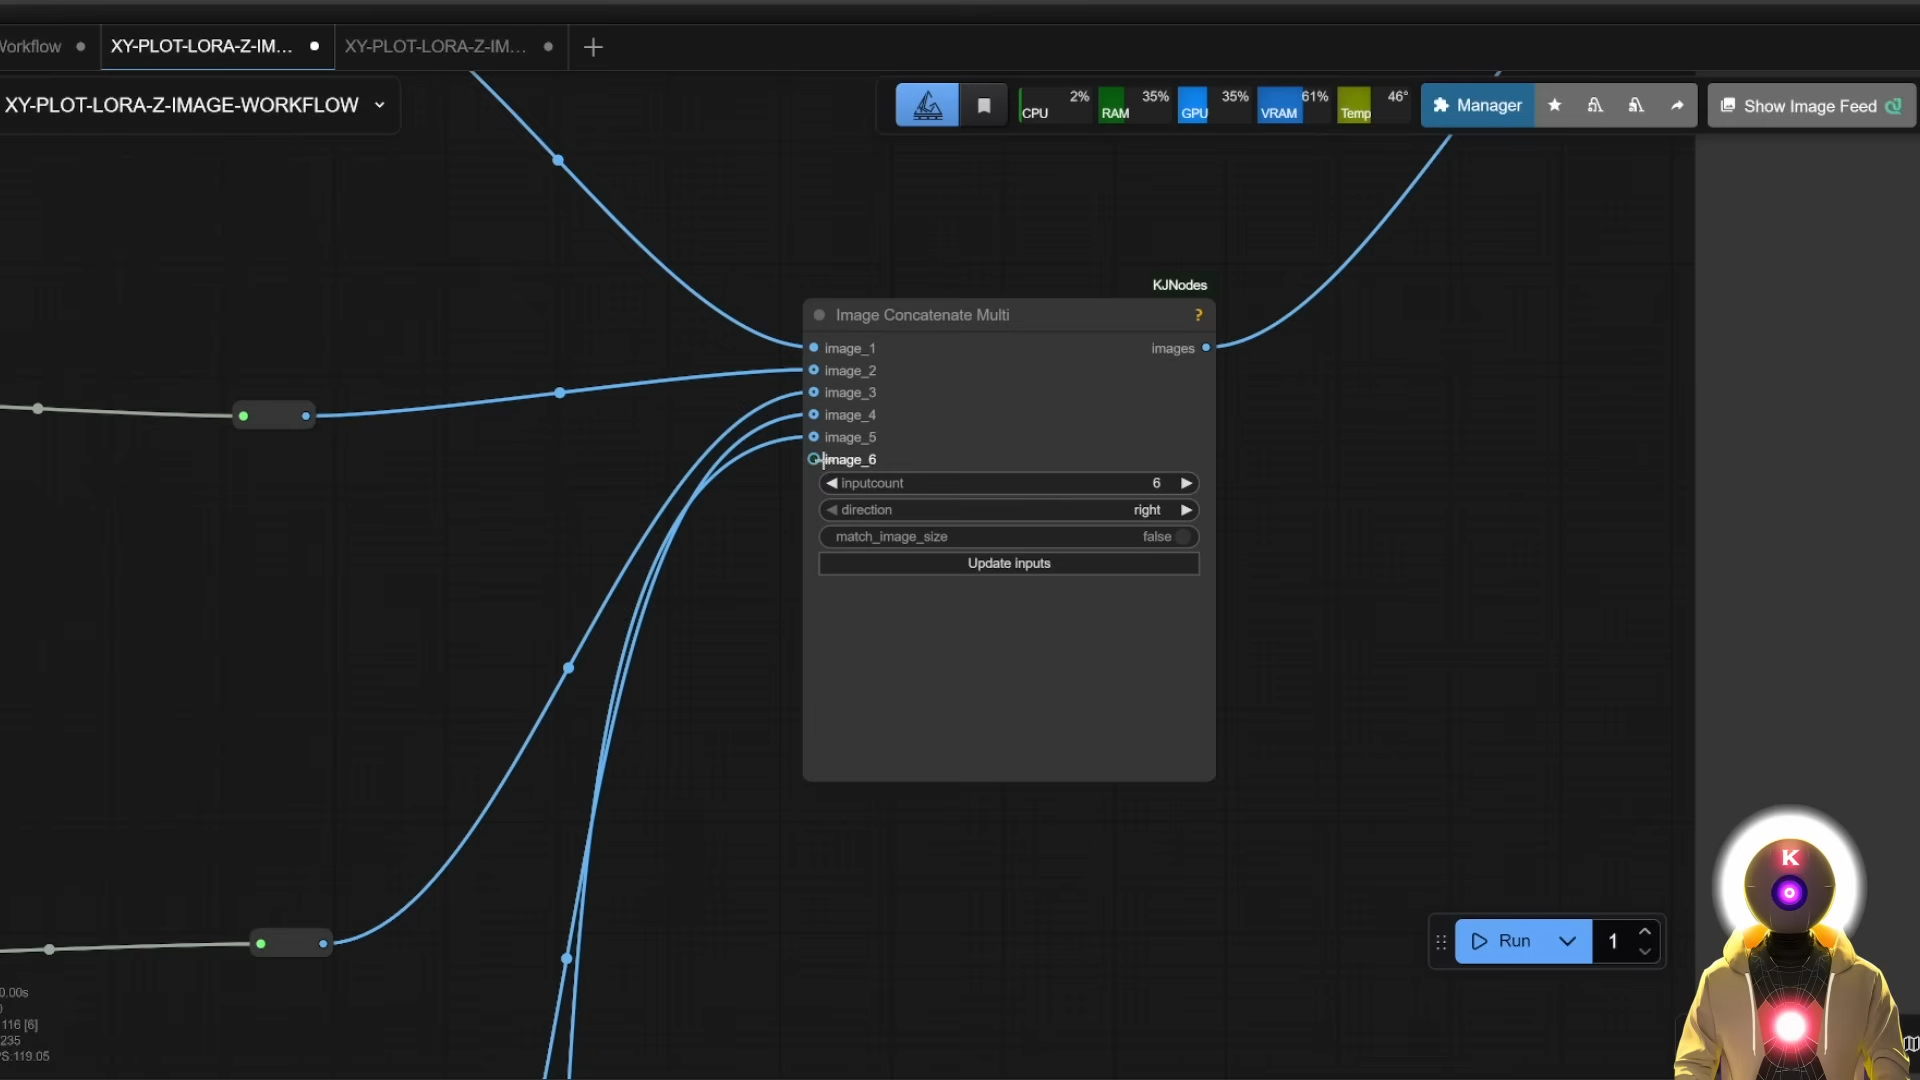 Workflow
XY-PLOT-LORA-Z-IM...
XY-PLOT-LORA-Z-IM...
XY-PLOT-LORA-Z-IMAGE-WORKFLOW
CPU 2%
RAM 35%
GPU 35%
VRAM 61%
Temp 46°
Manager
Show Image Feed
KJNodes
Image Concatenate Multi ?
image_1 images
image_2
image_3
image_4
image_5
image_6
inputcount 6
direction right
match_image_size false
Update inputs
K
Run 1
0.00s
116 [6]
235
S:119.05